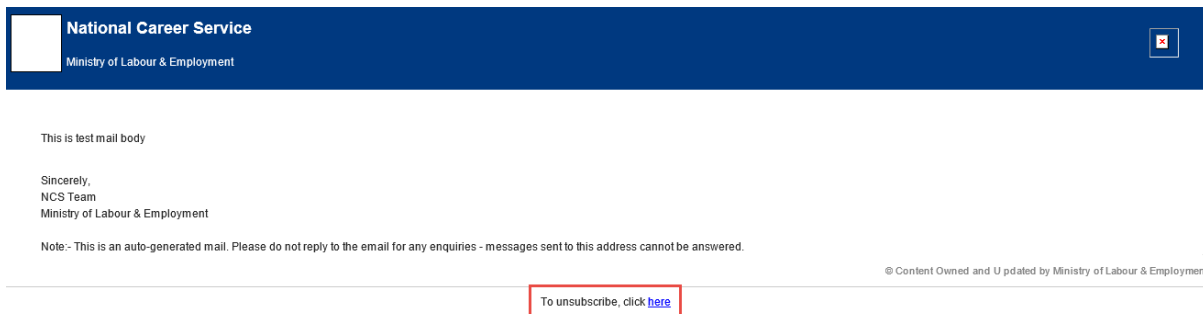 National Career Service
Ministry of Labour & Employment
This is test mail body
Sincerely,
NCS Team
Ministry of Labour & Employment
Note:- This is an auto-generated mail. Please do not reply to the email for any enquiries - messages sent to this address cannot be answered.
© Content Owned and U pdated by Ministry of Labour & Employmen
To unsubscribe, click here